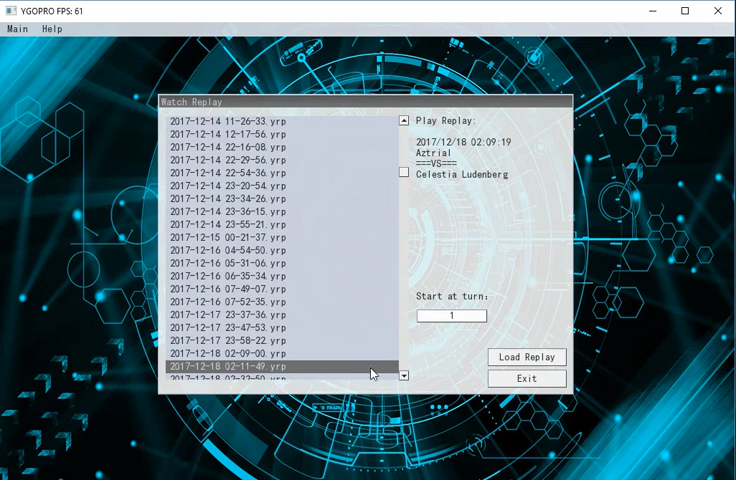 YGOPRO FPS: 61
Main Help
Watch Replay
2017-12-14 11-26-33.yrp
2017-12-14 12-17-56.yrp
2017-12-14 22-16-08.yrp
2017-12-14 22-29-56.yrp
2017-12-14 22-54-36.yrp
2017-12-14 23-20-54.yrp
2017-12-14 23-34-26.yrp
2017-12-14 23-36-15.yrp
2017-12-14 23-55-21.yrp
2017-12-15 00-21-37.yrp
2017-12-16 04-54-50.yrp
2017-12-16 05-31-06.yrp
2017-12-16 06-35-34.yrp
2017-12-16 07-49-07.yrp
2017-12-16 07-52-35.yrp
2017-12-17 23-37-36.yrp
2017-12-17 23-47-53.yrp
2017-12-17 23-58-22.yrp
2017-12-18 02-09-00.yrp
2017-12-18 02-11-49.yrp
Play Replay:
2017/12/18 02:09:19
Aztrial
===VS===
Celestia Ludenberg
Start at turn:
1
Load Replay
Exit